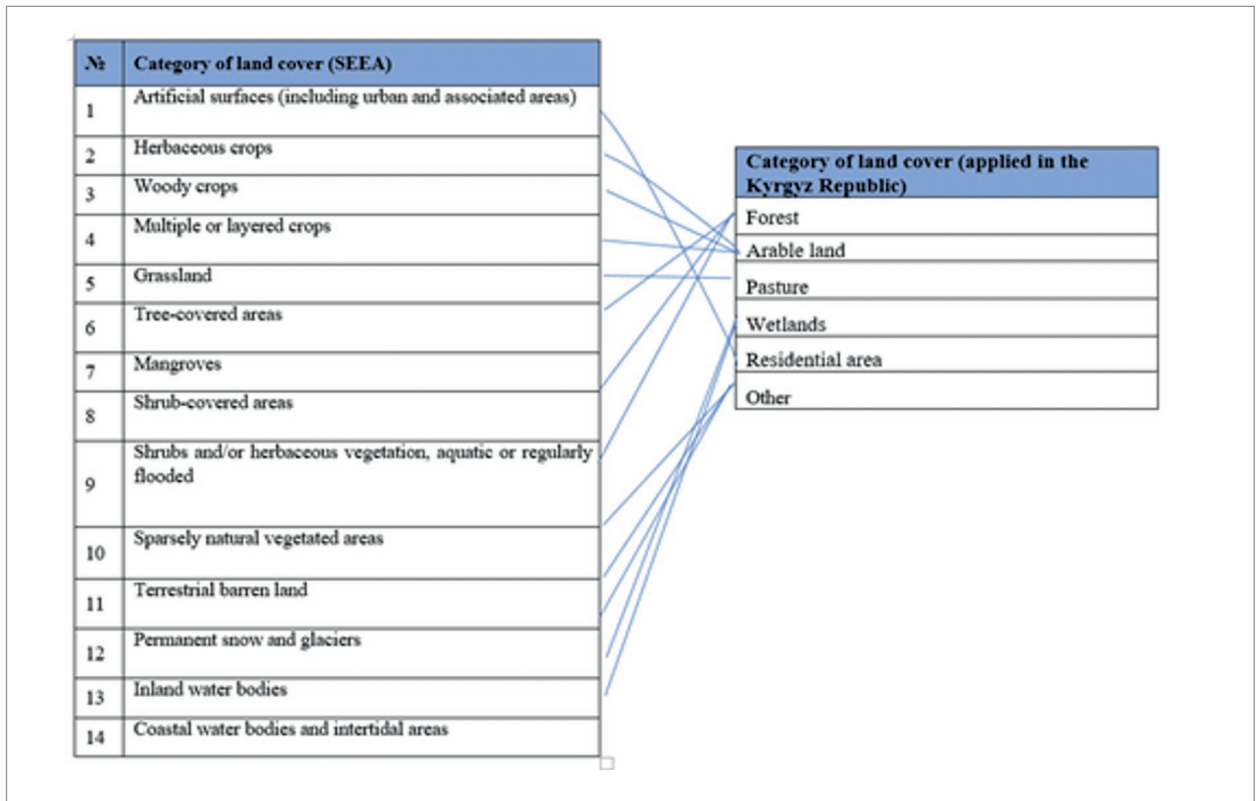 № Category of land cover (SEEA)
1 Artificial surfaces (including urban and associated areas)
2 Herbaceous crops
3 Woody crops
4 Multiple or layered crops
5 Grassland
6 Tree-covered areas
7 Mangroves
8 Shrub-covered areas
9 Shrubs and/or herbaceous vegetation, aquatic or regularly
flooded
10 Sparsely natural vegetated areas
11 Terrestrial barren land
12 Permanent snow and glaciers
13 Inland water bodies
14 Coastal water bodies and intertidal areas
Category of land cover (applied in the
Kyrgyz Republic)
Forest
Arable land
Pasture
Wetlands
Residential area
Other